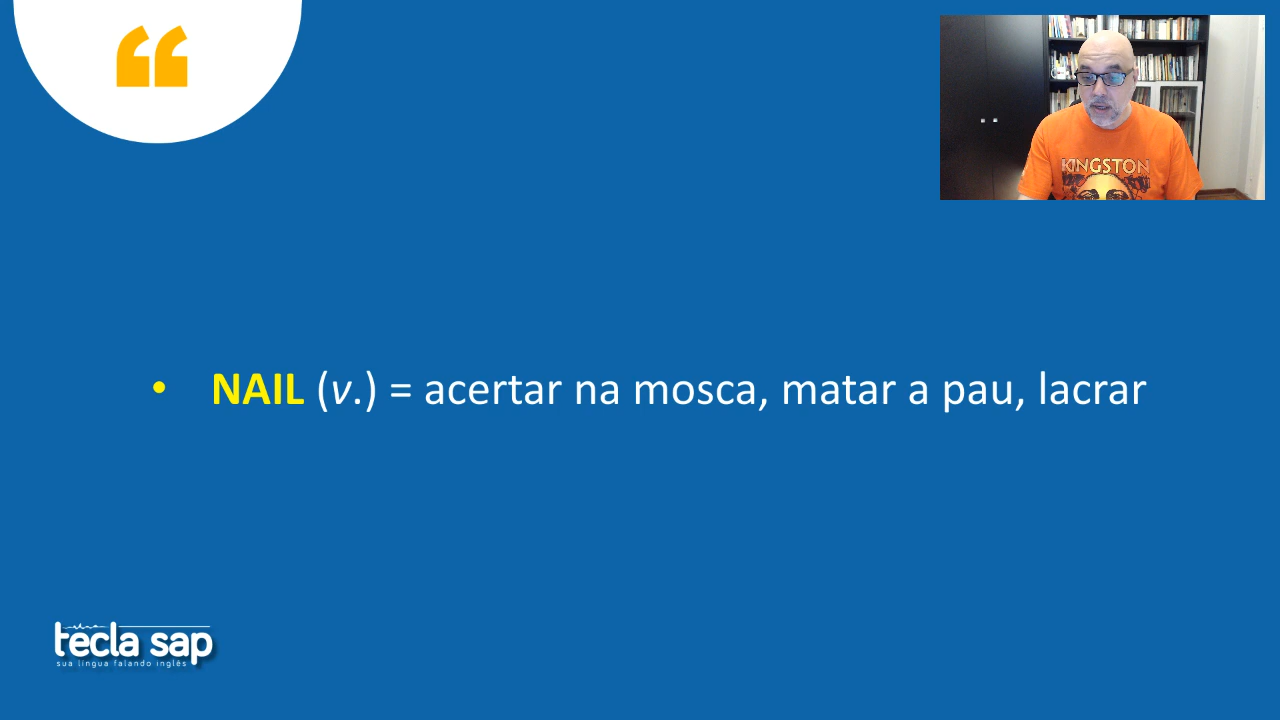 “
KINGSTON
• NAIL (v.) = acertar na mosca, matar a pau, lacrar
tecla sap
sua língua falando inglês